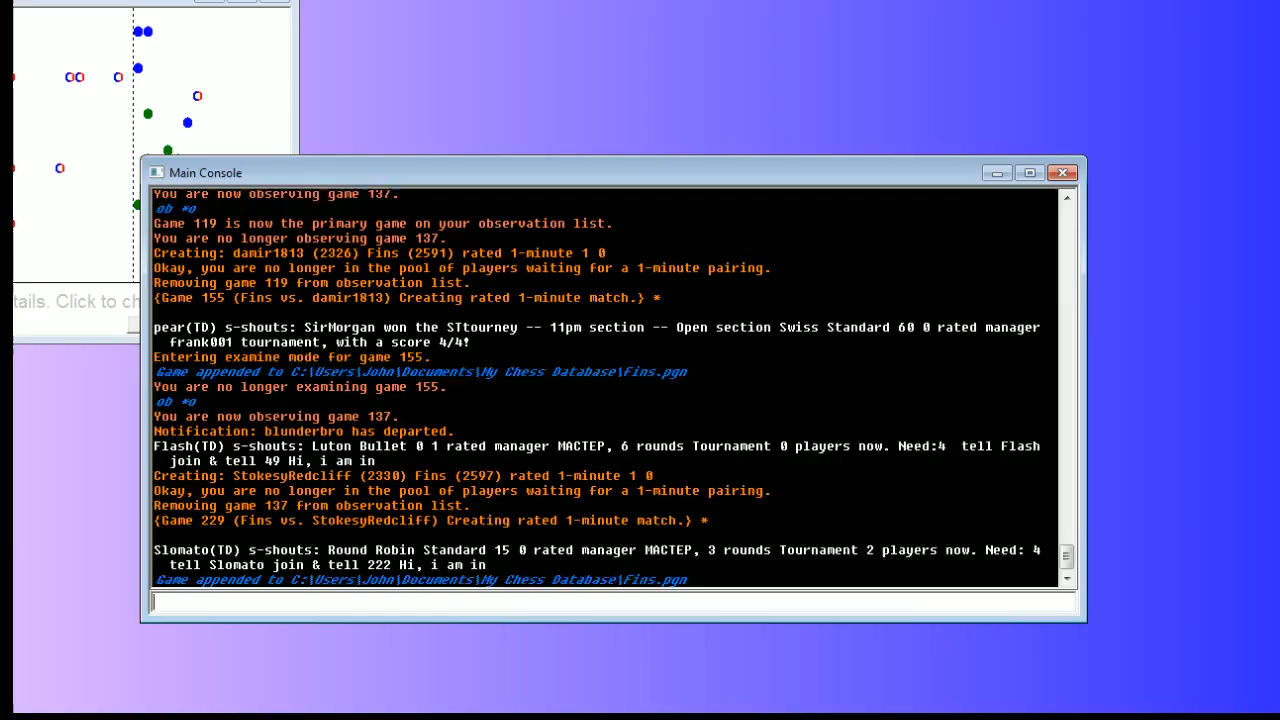 tails. Click to ch
Main Console
You are now observing game 137.
ob *o
Game 119 is now the primary game on your observation list.
You are no longer observing game 137.
Creating: damir1813 (2326) Fins (2591) rated 1-minute 1 0
Okay, you are no longer in the pool of players waiting for a 1-minute pairing.
Removing game 119 from observation list.
{Game 155 (Fins vs. damir1813) Creating rated 1-minute match.} *
pear(TD) s-shouts: SirMorgan won the STtourney -- 11pm section -- Open section Swiss Standard 60 0 rated manager
frank001 tournament, with a score 4/4!
Entering examine mode for game 155.
Game appended to C:\Users\John\Documents\My Chess Database\Fins.pgn
You are no longer examining game 155.
ob *o
You are now observing game 137.
Notification: blunderbro has departed.
Flash(TD) s-shouts: Luton Bullet 0 1 rated manager MACTEP, 6 rounds Tournament 0 players now. Need:4  tell Flash
join & tell 49 Hi, i am in
Creating: StokesyRedcliff (2330) Fins (2597) rated 1-minute 1 0
Okay, you are no longer in the pool of players waiting for a 1-minute pairing.
Removing game 137 from observation list.
{Game 229 (Fins vs. StokesyRedcliff) Creating rated 1-minute match.} *
Slomato(TD) s-shouts: Round Robin Standard 15 0 rated manager MACTEP, 3 rounds Tournament 2 players now. Need: 4
tell Slomato join & tell 222 Hi, i am in
Game appended to C:\Users\John\Documents\My Chess Database\Fins.pgn